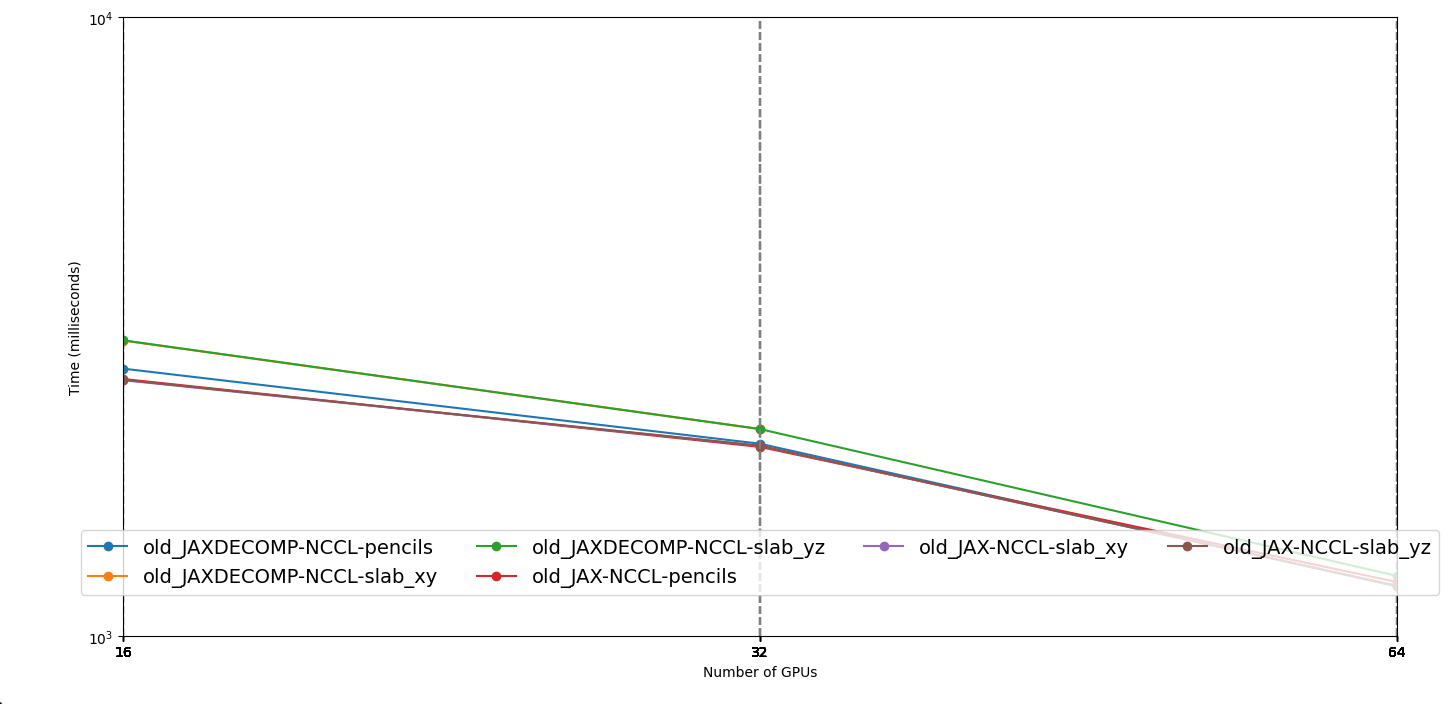 10⁴
Time (milliseconds)
old_JAXDECOMP-NCCL-pencils
old_JAXDECOMP-NCCL-slab_yz
old_JAX-NCCL-slab_xy
old_JAX-NCCL-slab_yz
old_JAXDECOMP-NCCL-slab_xy
old_JAX-NCCL-pencils
10³
16
32
64
Number of GPUs